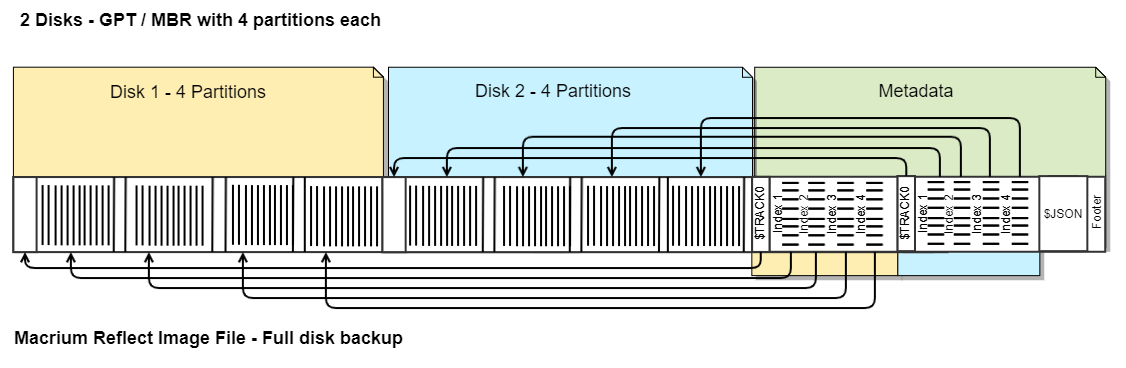 2 Disks - GPT / MBR with 4 partitions each
Disk 1 - 4 Partitions
Disk 2 - 4 Partitions
Metadata
$TRACK0
Index 1
Index 2
Index 3
Index 4
$TRACK0
Index 1
Index 2
Index 3
Index 4
$JSON
Footer
Macrium Reflect Image File - Full disk backup